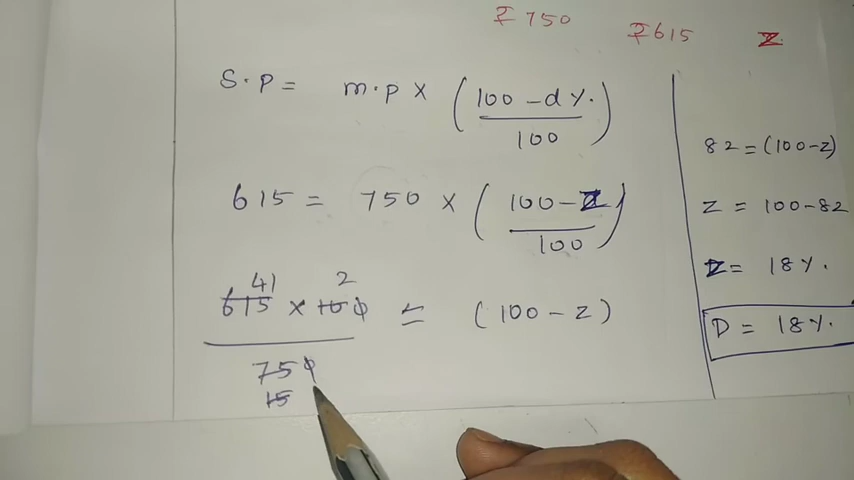 ₹750 ₹615 Z.
S.P = m.p × (100 - d%. / 100)
615 = 750 × (100 - Z / 100)
41 2
615 × 100 = (100 - z)
750
15
82 = (100-z)
Z = 100-82
Z = 18%.
D = 18%.